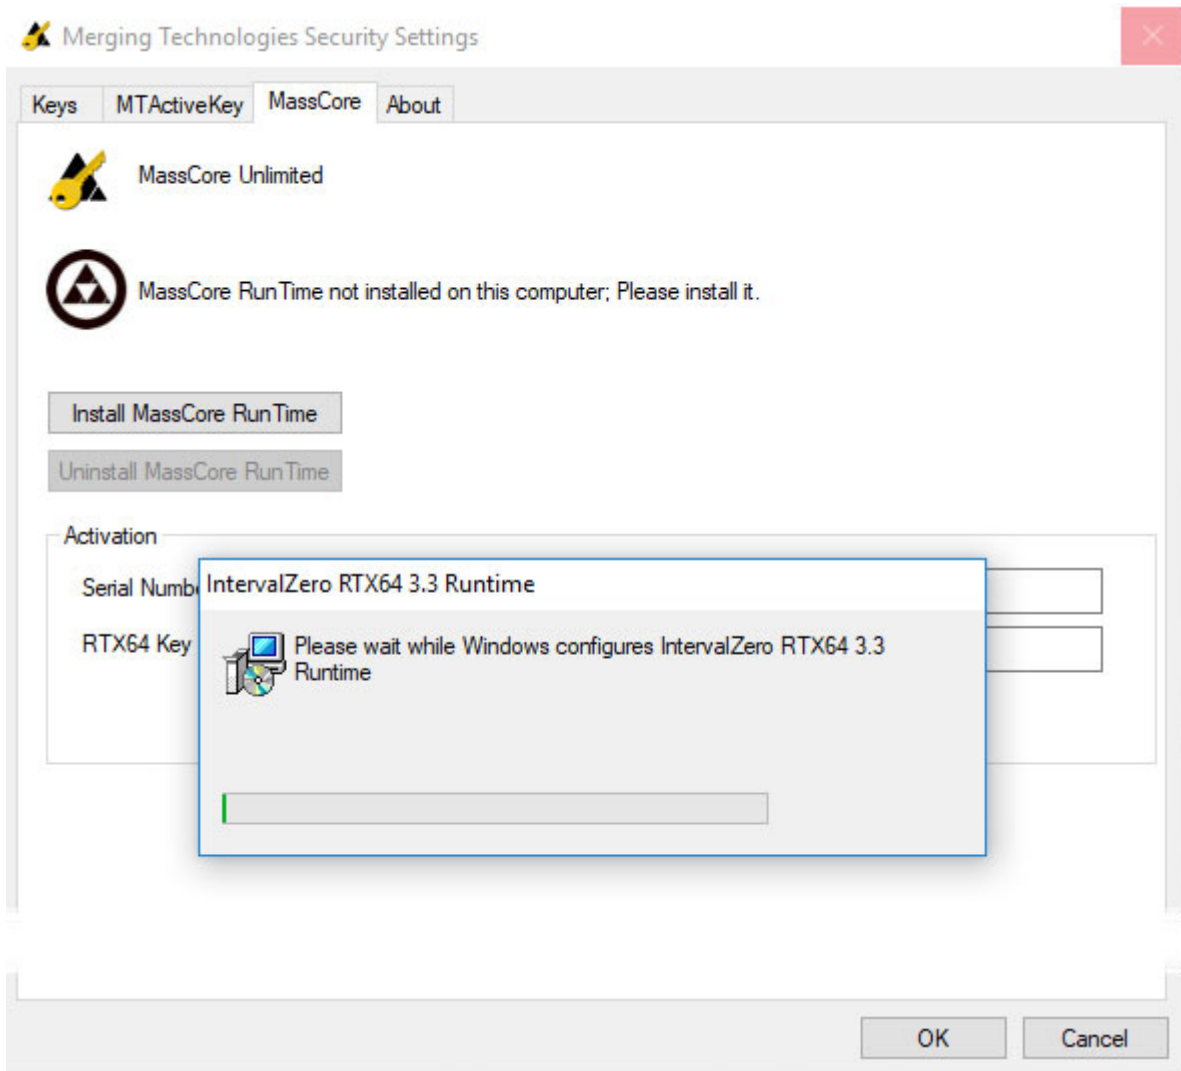 Merging Technologies Security Settings
Keys MTActiveKey MassCore About
MassCore Unlimited
MassCore RunTime not installed on this computer; Please install it.
Install MassCore RunTime
Uninstall MassCore RunTime
Activation
Serial Numbe
IntervalZero RTX64 3.3 Runtime
RTX64 Key
Please wait while Windows configures IntervalZero RTX64 3.3
Runtime
OK Cancel